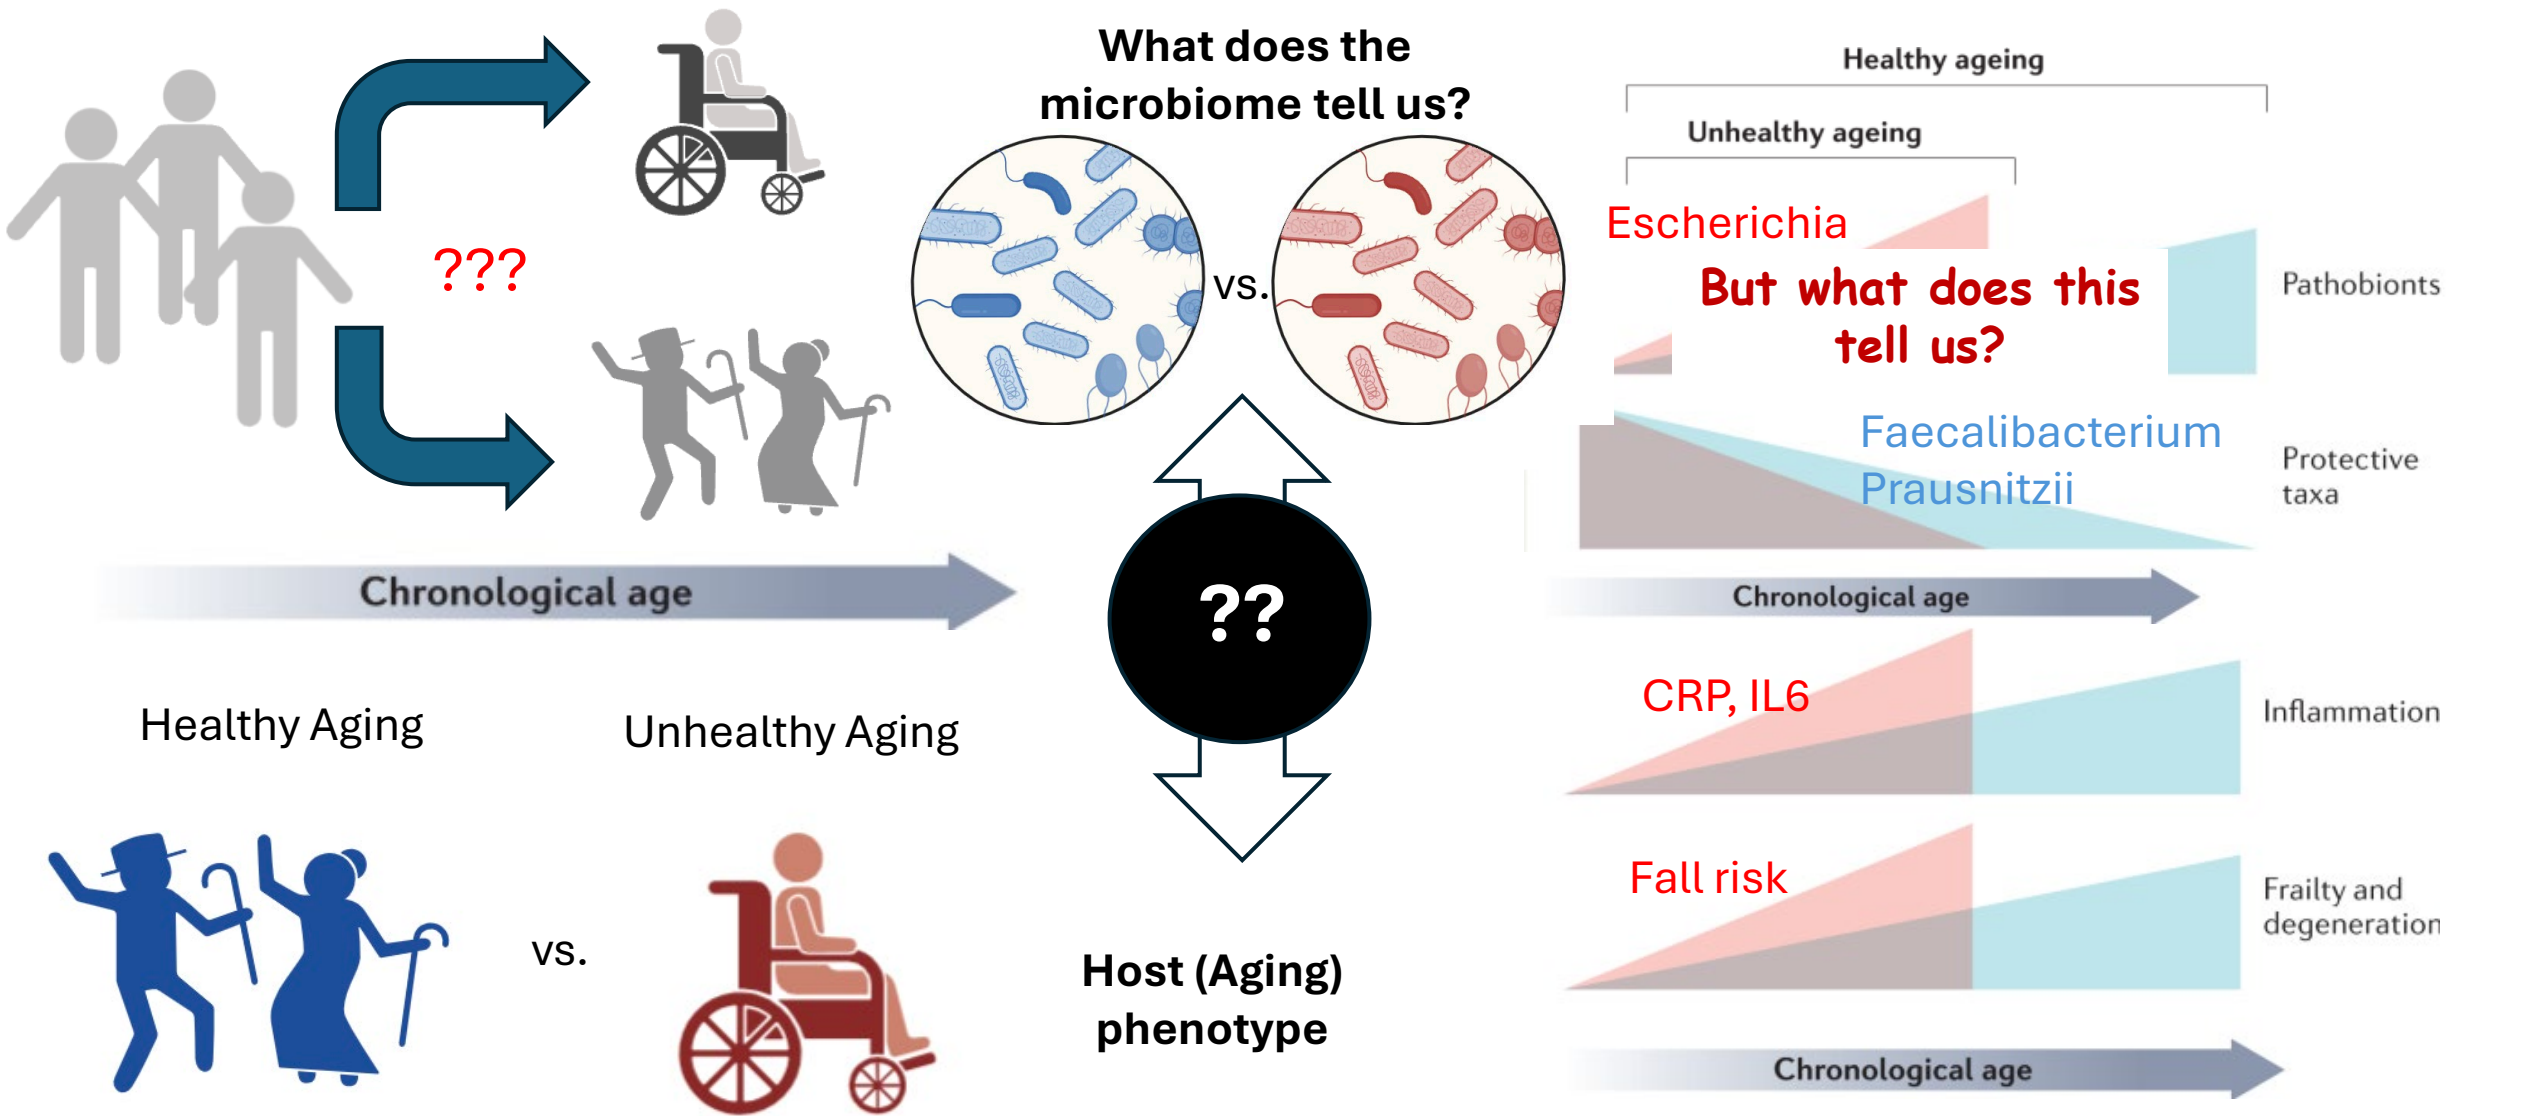 ???
Chronological age
Healthy Aging
Unhealthy Aging
vs.
What does the
microbiome tell us?
vs.
??
Host (Aging)
phenotype
Healthy ageing
Unhealthy ageing
Escherichia
But what does this
tell us?
Pathobionts
Faecalibacterium
Prausnitzii
Protective
taxa
Chronological age
CRP, IL6
Inflammation
Fall risk
Frailty and
degeneration
Chronological age